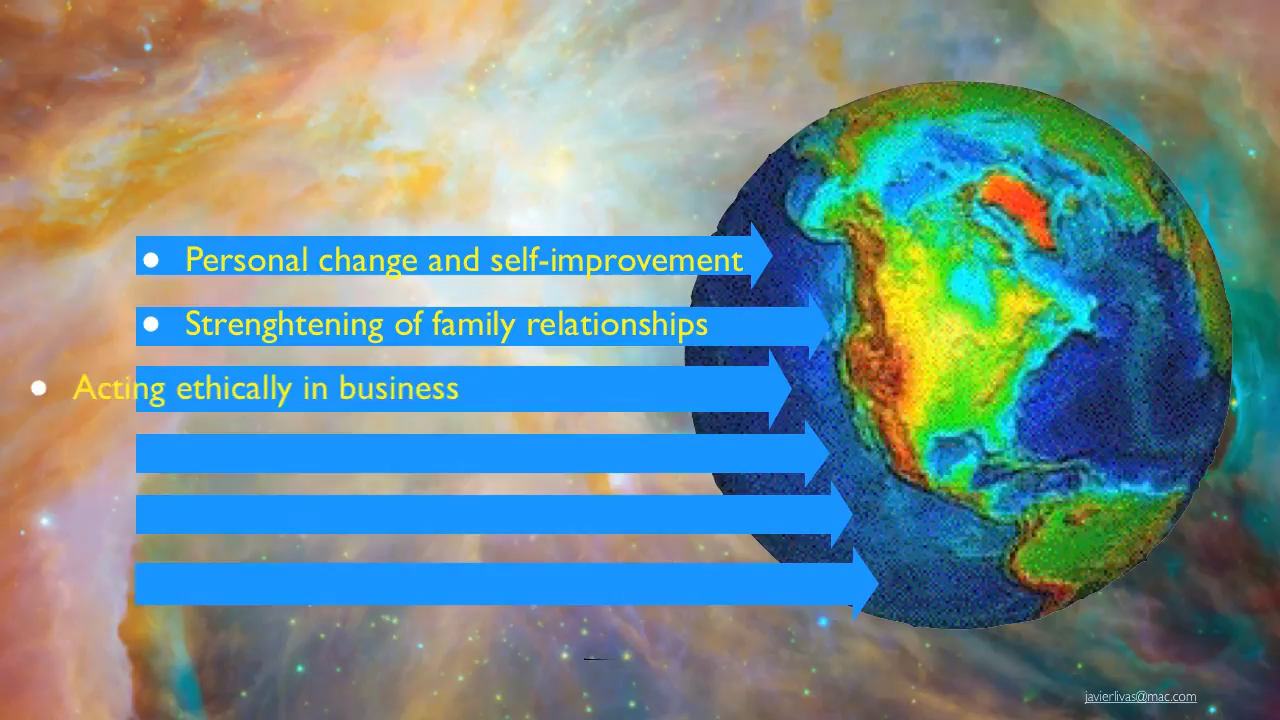 • Personal change and self-improvement
• Strenghtening of family relationships
• Acting ethically in business
javierlivas@mac.com